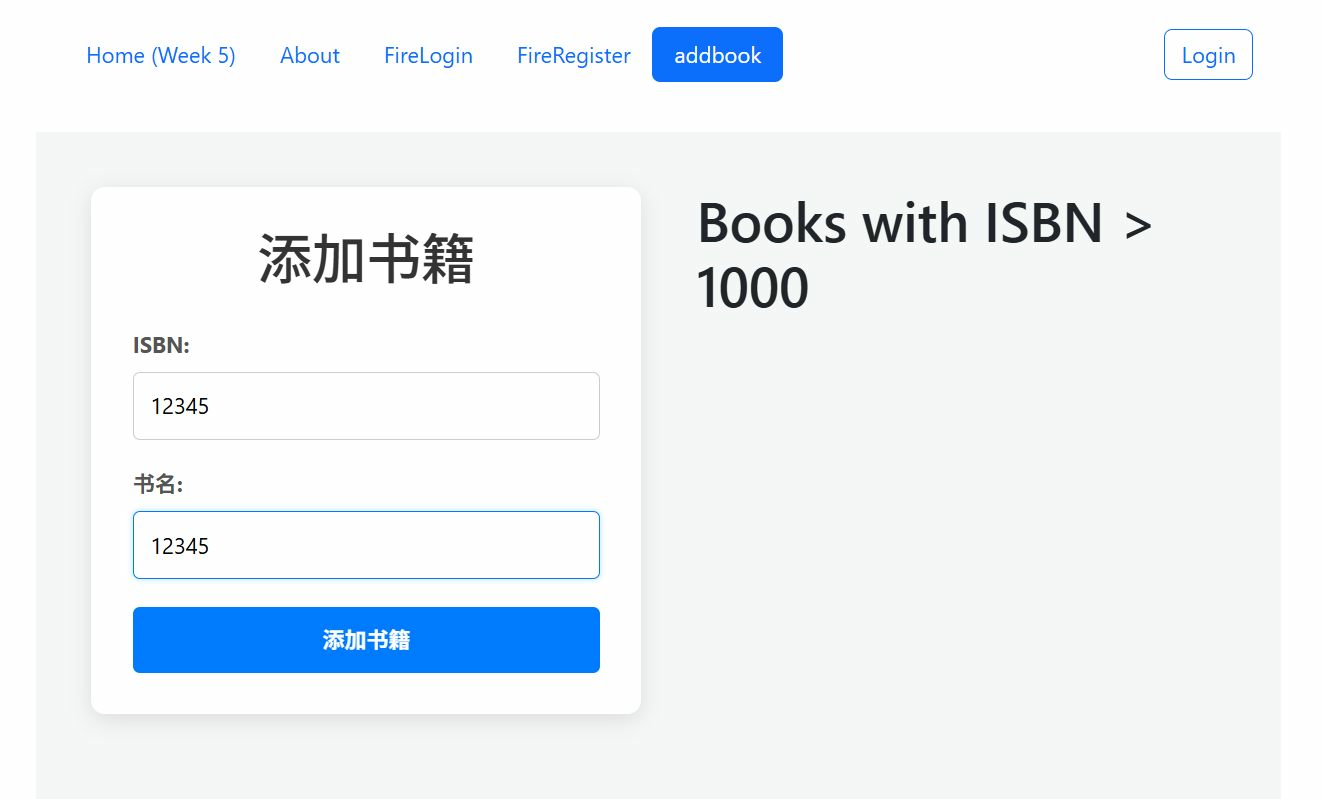 Home (Week 5)
About
FireLogin
FireRegister
addbook
Login
添加书籍
ISBN:
12345
书名:
12345
添加书籍
Books with ISBN >
1000